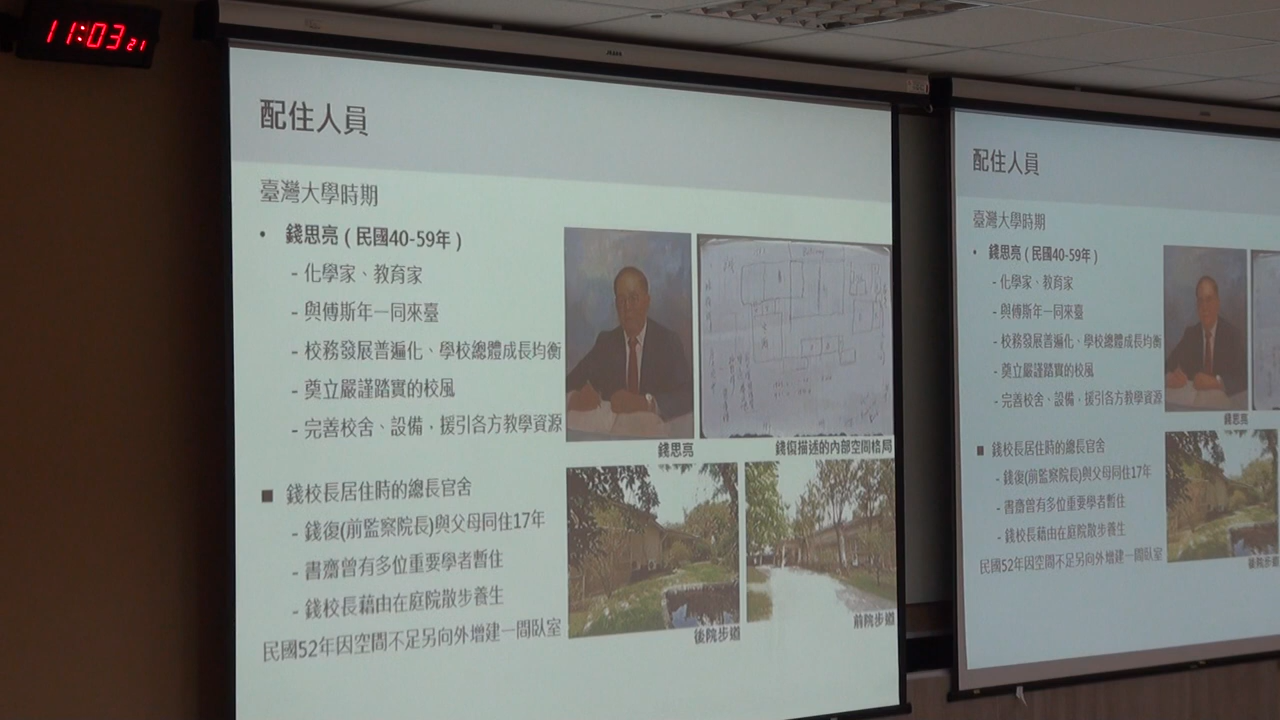 11:03 21
配住人員
臺灣大學時期
• 錢思亮（民國40-59年）
- 化學家、教育家
- 與傅斯年一同來臺
- 校務發展普遍化、學校總體成長均衡
- 奠立嚴謹踏實的校風
- 完善校舍、設備，援引各方教學資源
錢思亮
錢復描述的內部空間格局
■ 錢校長居住時的總長官舍
- 錢復(前監察院長)與父母同住17年
- 書齋曾有多位重要學者暫住
- 錢校長藉由在庭院散步養生
民國52年因空間不足另向外增建一間臥室
後院步道
前院步道
配住人員
臺灣大學時期
• 錢思亮（民國40-59年）
- 化學家、教育家
- 與傅斯年一同來臺
- 校務發展普遍化、學校總體成長均衡
- 奠立嚴謹踏實的校風
- 完善校舍、設備，援引各方教學資源
錢思亮
■ 錢校長居住時的總長官舍
- 錢復(前監察院長)與父母同住17年
- 書齋曾有多位重要學者暫住
- 錢校長藉由在庭院散步養生
民國52年因空間不足另向外增建一間臥室
後院步道